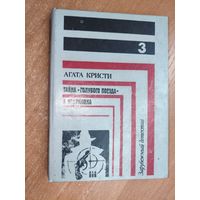 3
АГАТА КРИСТИ
ТАЙНА «ГОЛУБОГО ПОЕЗДА»
Зарубежный детектив